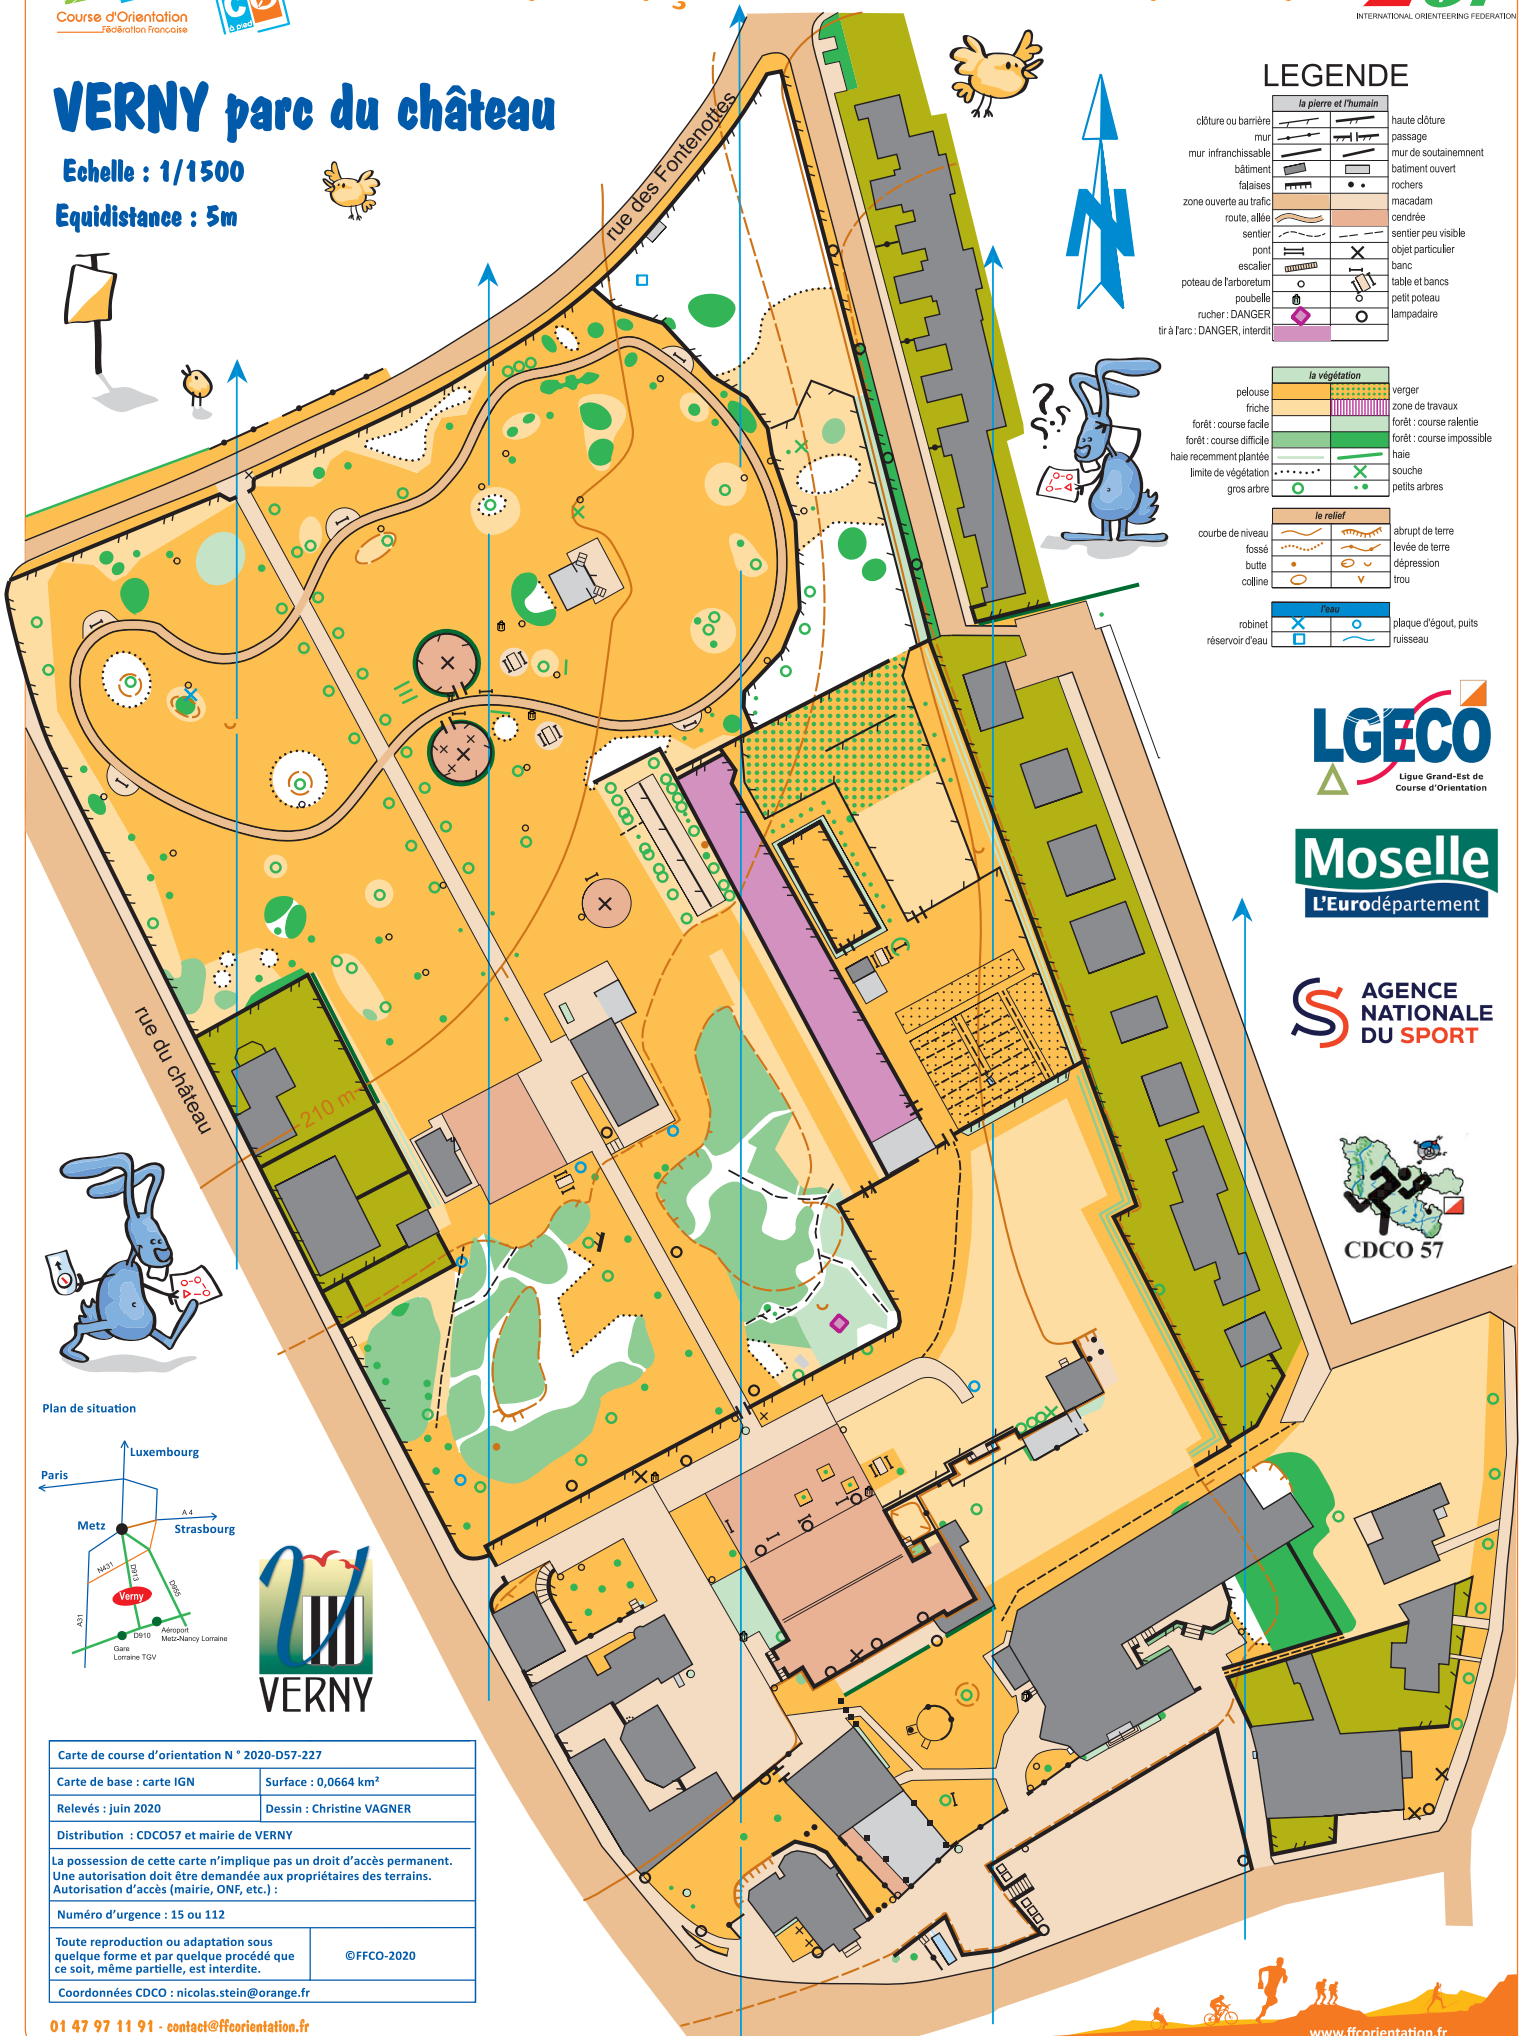 Course d'Orientation
Fédération Française
CO
à pied
INTERNATIONAL ORIENTEERING FEDERATION
VERNY parc du château
Echelle : 1/1500
Equidistance : 5m
rue des Fontenottes
N
LEGENDE
la pierre et l'humain
clôture ou barrière
haute clôture
mur
passage
mur infranchissable
mur de soutainemnent
bâtiment
batiment ouvert
falaises
rochers
zone ouverte au trafic
macadam
route, allée
cendrée
sentier
sentier peu visible
pont
objet particulier
escalier
banc
poteau de l'arboretum
table et bancs
poubelle
petit poteau
rucher : DANGER
lampadaire
tir à l'arc : DANGER, interdit
la végétation
pelouse
verger
friche
zone de travaux
forêt : course facile
forêt : course ralentie
forêt : course difficile
forêt : course impossible
haie recemment plantée
haie
limite de végétation
souche
gros arbre
petits arbres
le relief
courbe de niveau
abrupt de terre
fossé
levée de terre
butte
dépression
colline
trou
l'eau
robinet
plaque d'égout, puits
réservoir d'eau
ruisseau
???
LGECO
Ligue Grand-Est de
Course d'Orientation
Moselle
L'Eurodépartement
AGENCE
NATIONALE
DU SPORT
CDCO 57
rue du château
210 m
Plan de situation
Luxembourg
Paris
Metz
A 4
Strasbourg
N431
D913
D955
A31
Verny
D910
Aéroport
Metz-Nancy Lorraine
Gare
Lorraine TGV
VERNY
Carte de course d'orientation N ° 2020-D57-227
Carte de base : carte IGN
Surface : 0,0664 km²
Relevés : juin 2020
Dessin : Christine VAGNER
Distribution : CDCO57 et mairie de VERNY
La possession de cette carte n'implique pas un droit d'accès permanent.
Une autorisation doit être demandée aux propriétaires des terrains.
Autorisation d'accès (mairie, ONF, etc.) :
Numéro d'urgence : 15 ou 112
Toute reproduction ou adaptation sous
quelque forme et par quelque procédé que
ce soit, même partielle, est interdite.
©FFCO-2020
Coordonnées CDCO : nicolas.stein@orange.fr
01 47 97 11 91 - contact@ffcorientation.fr
www.ffcorientation.fr